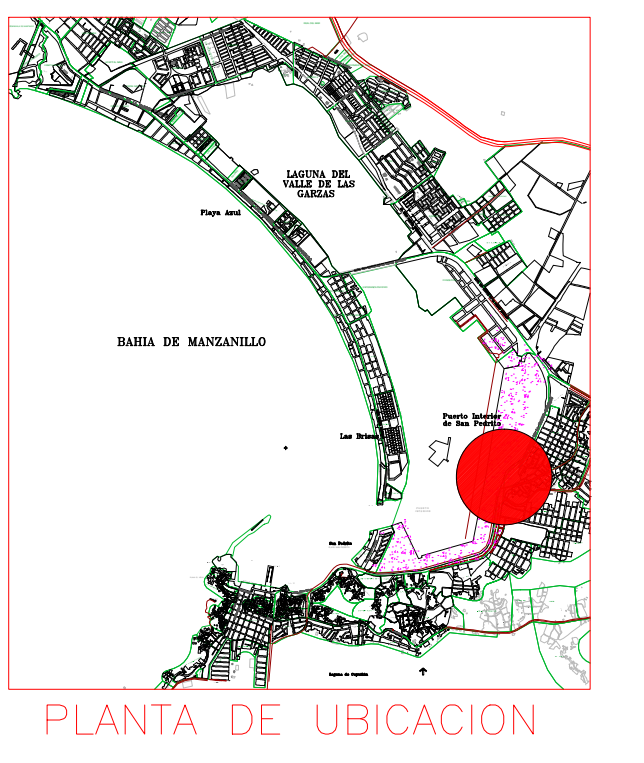 LAGUNA DEL
VALLE DE LAS
GARZAS
Playa Azul
BAHIA DE MANZANILLO
Puerto Interior
de San Pedrito
Las Brisas
San Pedrito
Laguna de Cuyutlán
PLANTA DE UBICACION